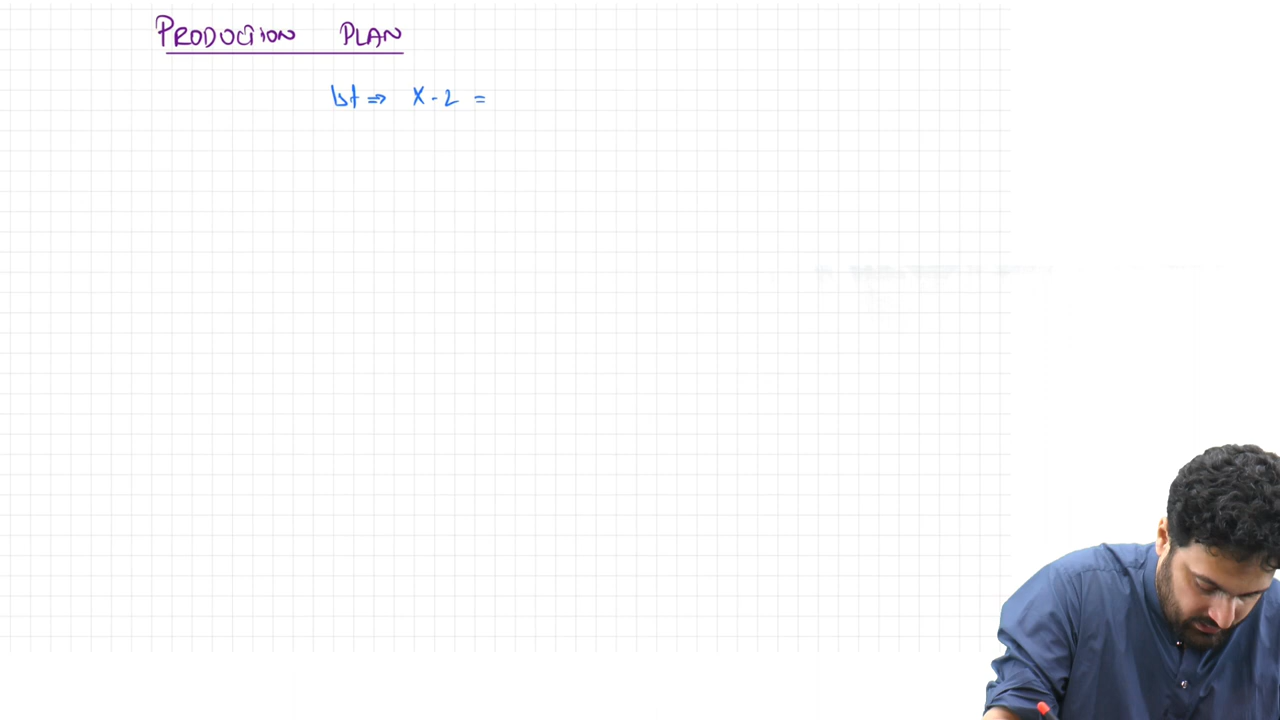 PRODUCTION PLAN
1st ⇒ X-2 =